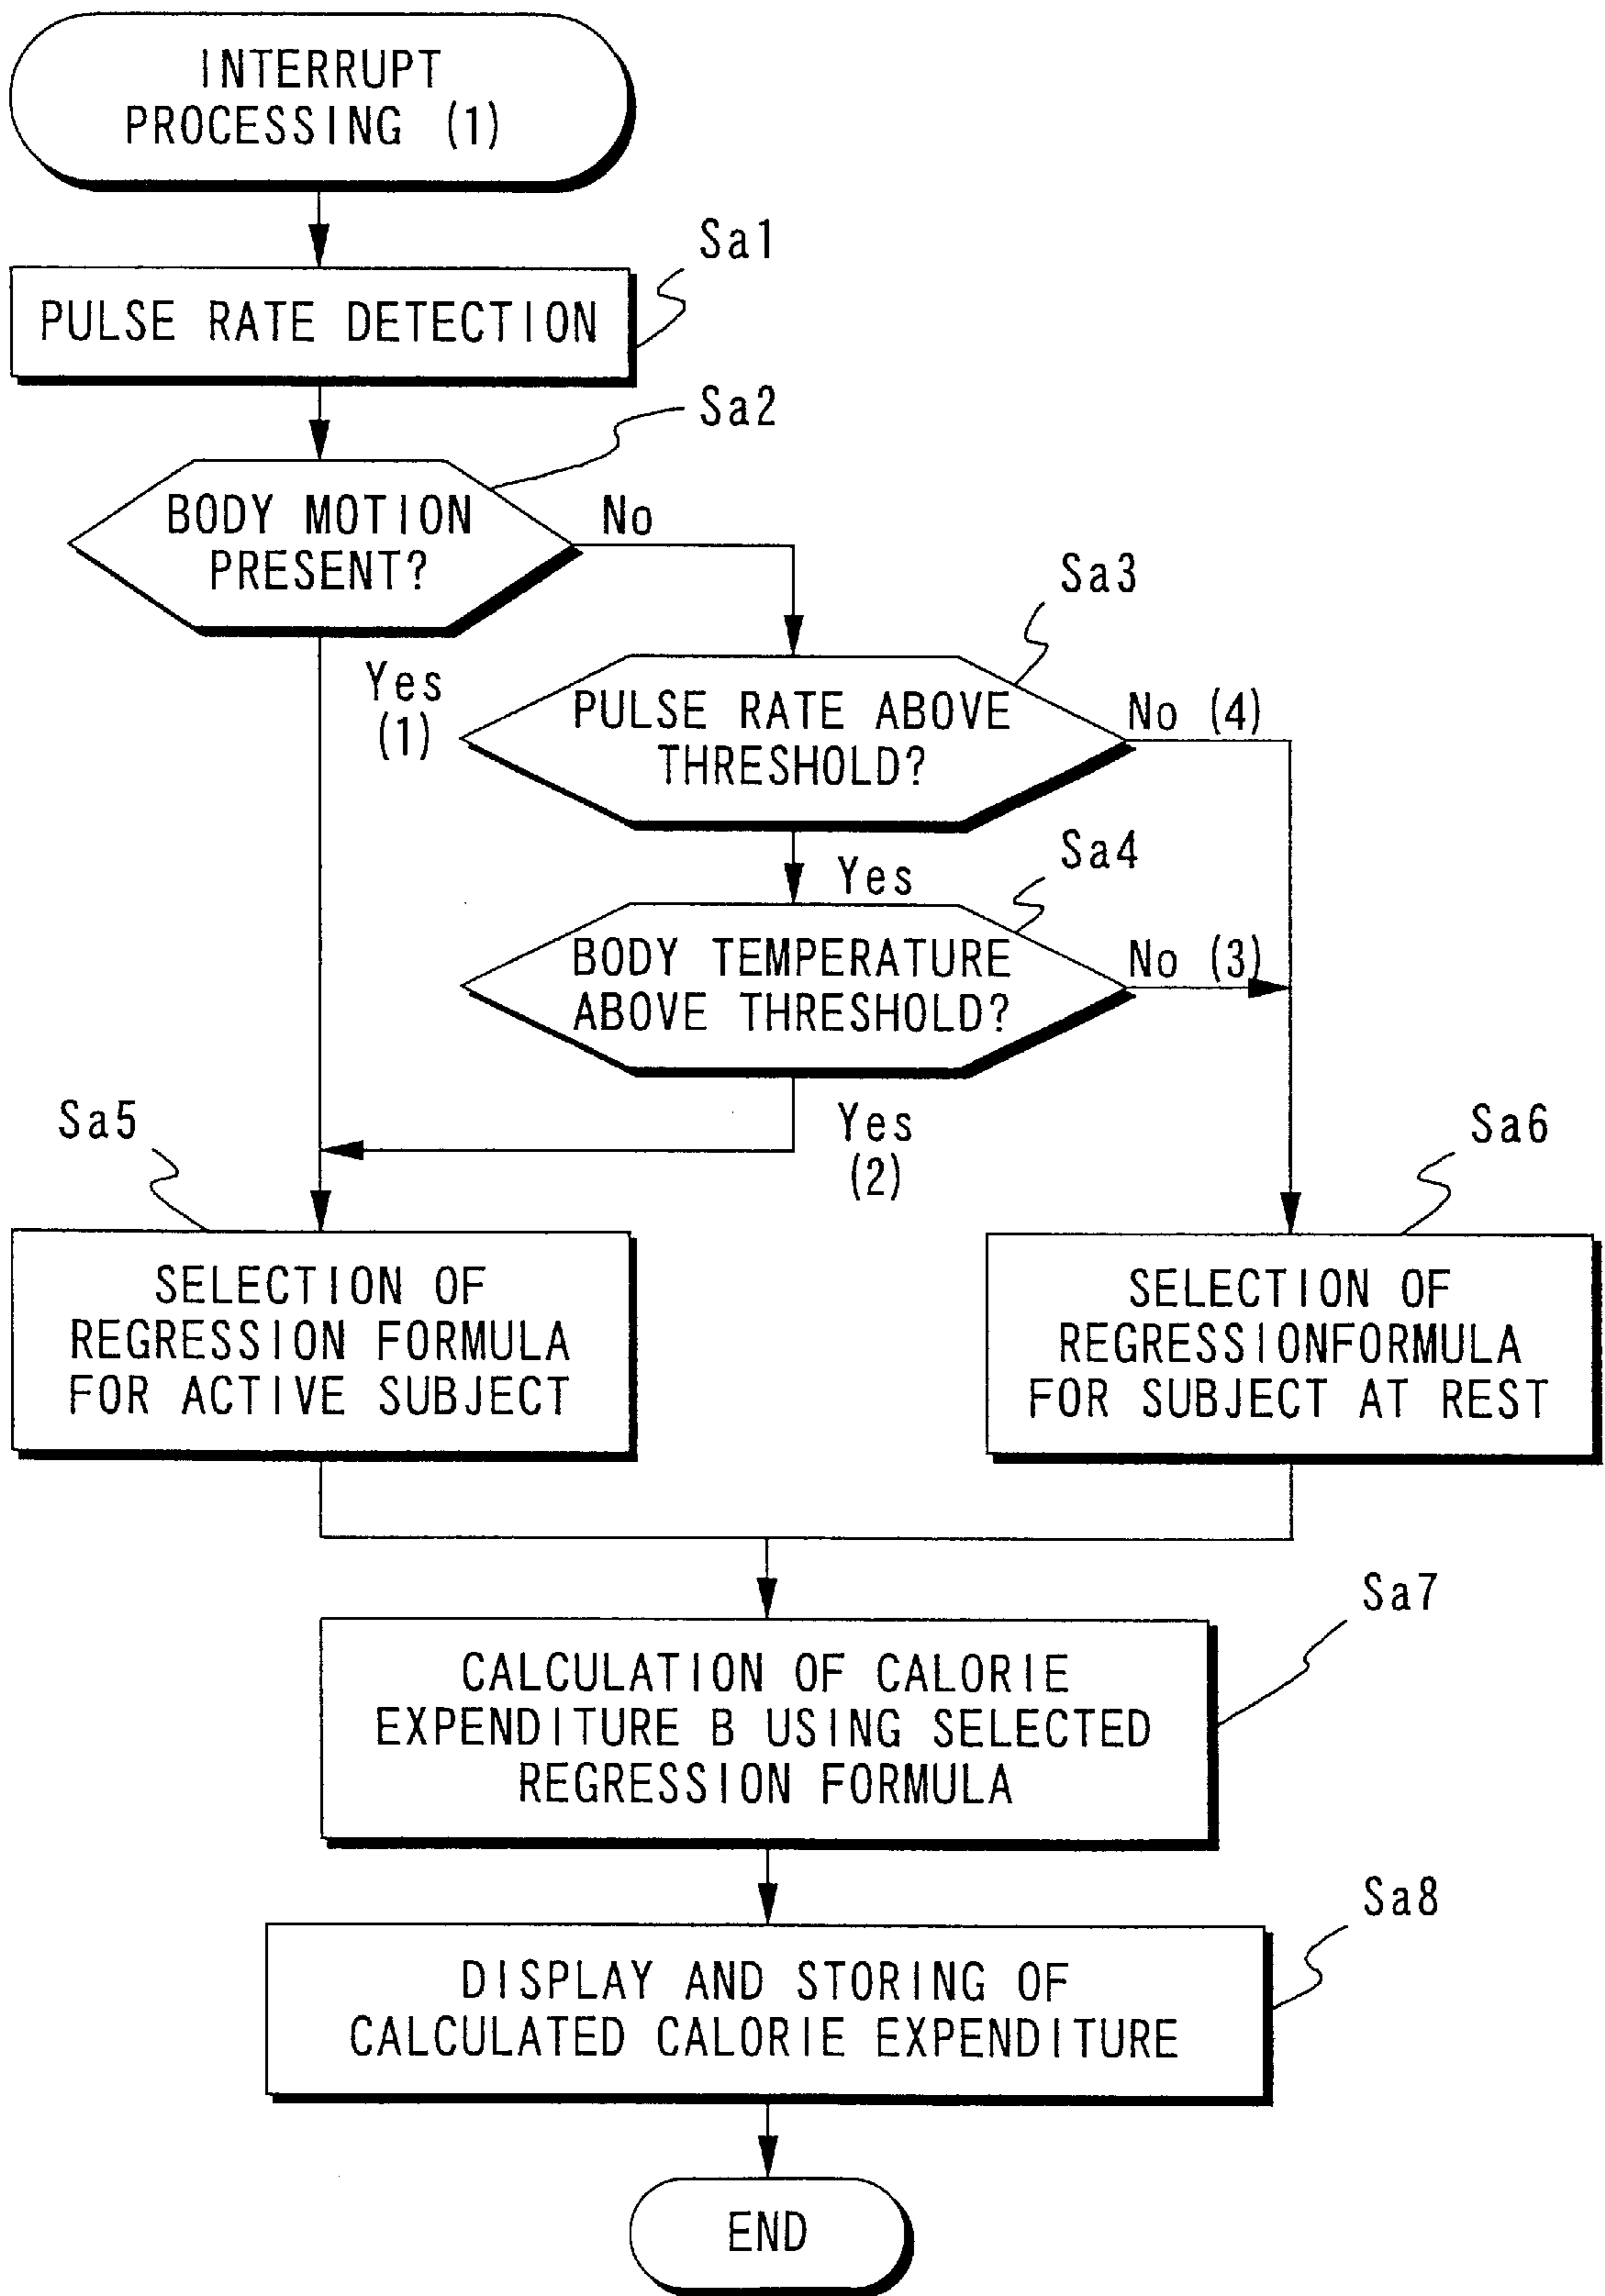 INTERRUPT
PROCESSING (1)
Sa1
PULSE RATE DETECTION
Sa2
BODY MOTION
PRESENT?
No
Yes
(1)
Sa3
PULSE RATE ABOVE
THRESHOLD?
No (4)
Yes
Sa4
BODY TEMPERATURE
ABOVE THRESHOLD?
No (3)
Yes
(2)
Sa5
SELECTION OF
REGRESSION FORMULA
FOR ACTIVE SUBJECT
Sa6
SELECTION OF
REGRESSIONFORMULA
FOR SUBJECT AT REST
Sa7
CALCULATION OF CALORIE
EXPENDITURE B USING SELECTED
REGRESSION FORMULA
Sa8
DISPLAY AND STORING OF
CALCULATED CALORIE EXPENDITURE
END